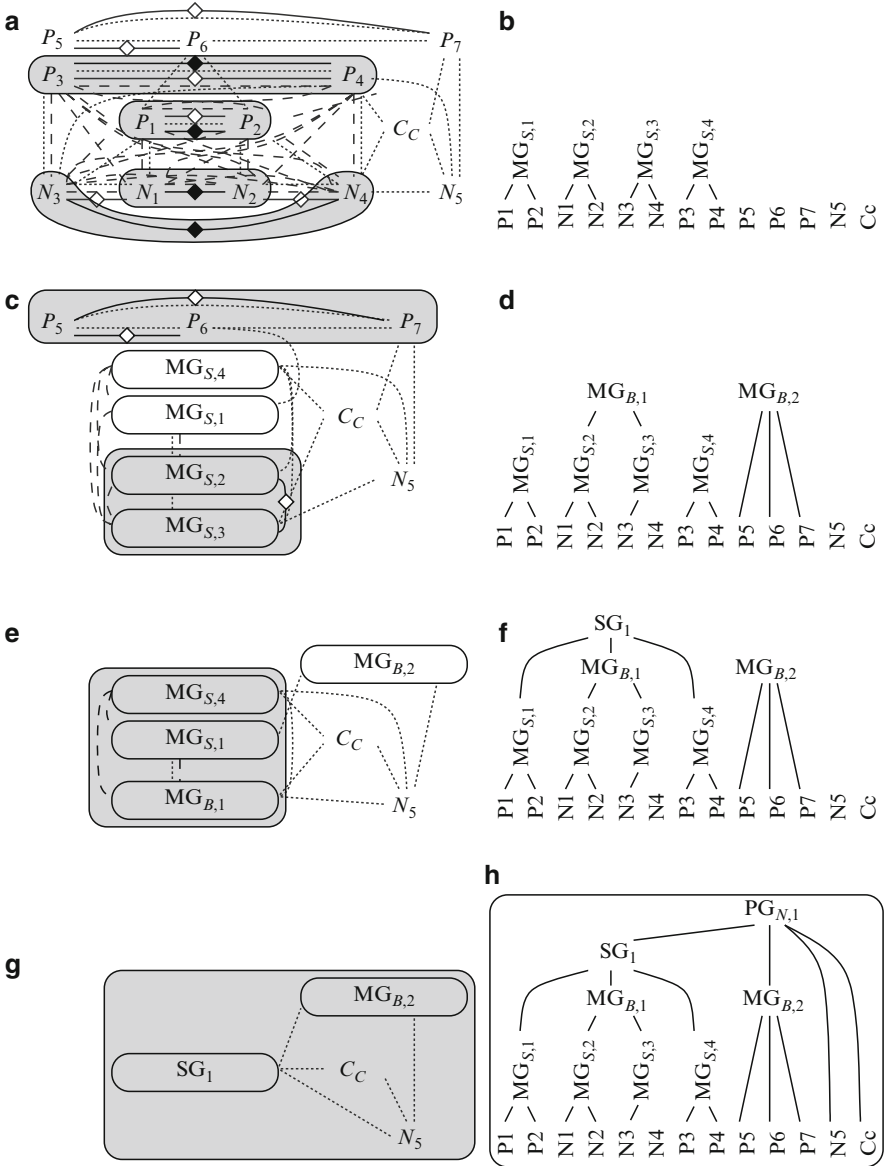 a
P5 P6 P7
P3 P4
P1 P2 CC
N3 N1 N2 N4 N5
b
MGS,1 MGS,2 MGS,3 MGS,4
P1 P2 N1 N2 N3 N4 P3 P4 P5 P6 P7 N5 Cc
c
P5 P6 P7
MGS,4
MGS,1
CC
MGS,2
N5
MGS,3
d
MGB,1 MGB,2
MGS,1 MGS,2 MGS,3 MGS,4
P1 P2 N1 N2 N3 N4 P3 P4 P5 P6 P7 N5 Cc
e
MGB,2
MGS,4
MGS,1
CC
MGB,1
N5
f
SG1
MGB,1 MGB,2
MGS,1 MGS,2 MGS,3 MGS,4
P1 P2 N1 N2 N3 N4 P3 P4 P5 P6 P7 N5 Cc
g
MGB,2
SG1
CC
N5
h
PGN,1
SG1
MGB,1 MGB,2
MGS,1 MGS,2 MGS,3 MGS,4
P1 P2 N1 N2 N3 N4 P3 P4 P5 P6 P7 N5 Cc